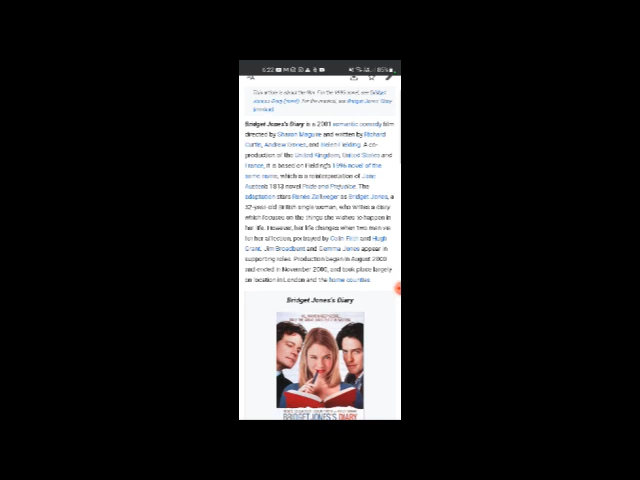 6:22
85%
This article is about the film. For the 1996 novel, see Bridget
Jones's Diary (novel). For the musical, see Bridget Jones' Diary
(musical).
Bridget Jones's Diary is a 2001 romantic comedy film
directed by Sharon Maguire and written by Richard
Curtis, Andrew Davies, and Helen Fielding. A co-
production of the United Kingdom, United States and
France, it is based on Fielding's 1996 novel of the
same name, which is a reinterpretation of Jane
Austen's 1813 novel Pride and Prejudice. The
adaptation stars Renée Zellweger as Bridget Jones, a
32-year-old British single woman, who writes a diary
which focuses on the things she wishes to happen in
her life. However, her life changes when two men vie
for her affection, portrayed by Colin Firth and Hugh
Grant. Jim Broadbent and Gemma Jones appear in
supporting roles. Production began in August 2000
and ended in November 2000, and took place largely
on location in London and the home counties.
Bridget Jones's Diary
BRIDGET JONES'S DIARY